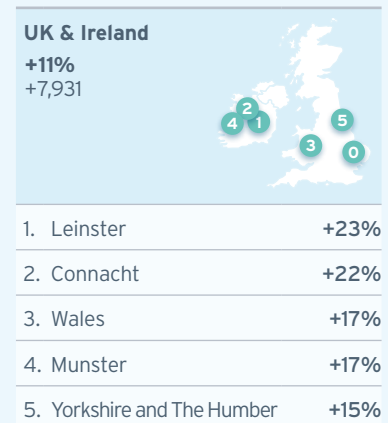 UK & Ireland
+11%
+7,931
2
4
1
5
3
0
1. Leinster +23%
2. Connacht +22%
3. Wales +17%
4. Munster +17%
5. Yorkshire and The Humber +15%